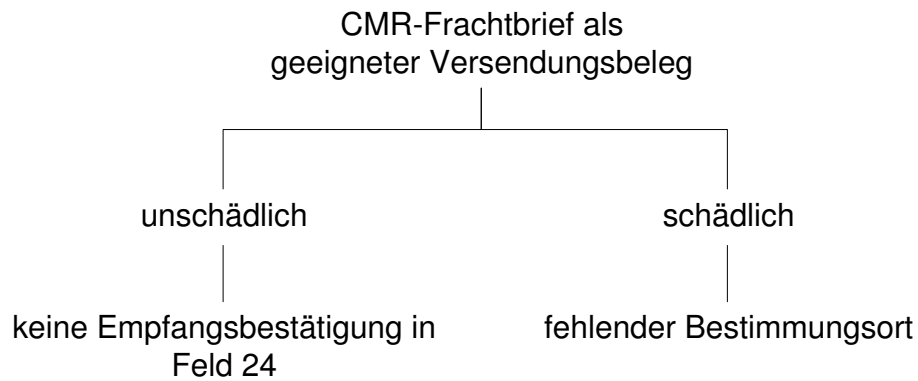 CMR-Frachtbrief als
geeigneter Versendungsbeleg
unschädlich
schädlich
keine Empfangsbestätigung in
Feld 24
fehlender Bestimmungsort